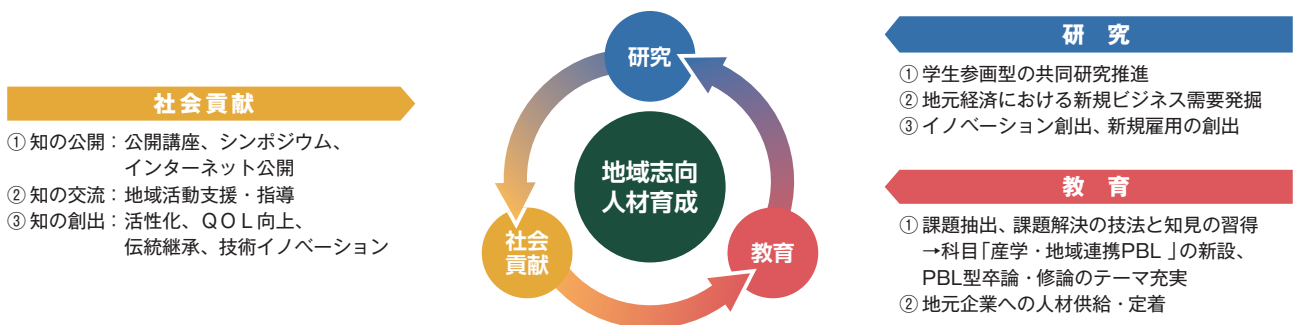 社会貢献
① 知の公開：公開講座、シンポジウム、
インターネット公開
② 知の交流：地域活動支援・指導
③ 知の創出：活性化、ＱＯＬ向上、
伝統継承、技術イノベーション
研究
地域志向
人材育成
社会
貢献
教育
研　究
① 学生参画型の共同研究推進
② 地元経済における新規ビジネス需要発掘
③ イノベーション創出、新規雇用の創出
教　育
① 課題抽出、課題解決の技法と知見の習得
→科目「産学・地域連携PBL 」の新設、
PBL型卒論・修論のテーマ充実
② 地元企業への人材供給・定着